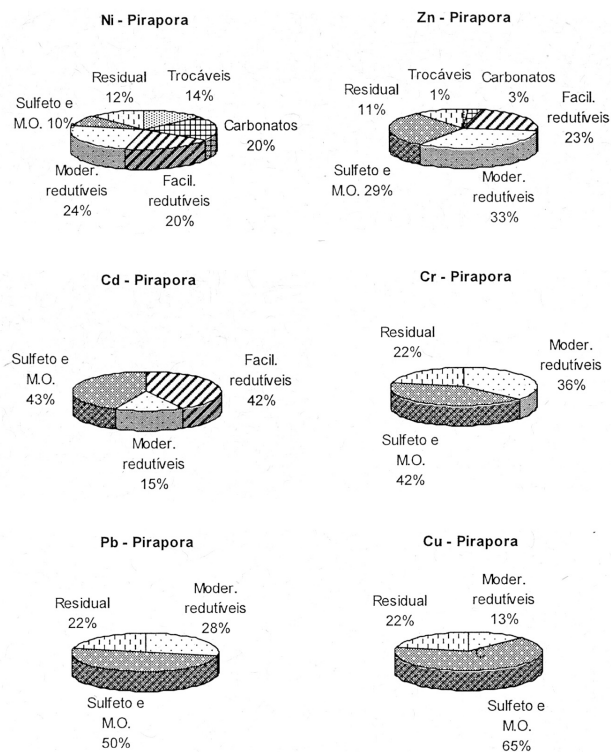 Ni - Pirapora
Residual
12%
Trocáveis
14%
Sulfeto e
M.O. 10%
Carbonatos
20%
Moder.
redutíveis
24%
Facil.
redutíveis
20%
Zn - Pirapora
Trocáveis
1%
Carbonatos
3%
Residual
11%
Facil.
redutíveis
23%
Sulfeto e
M.O. 29%
Moder.
redutíveis
33%
Cd - Pirapora
Sulfeto e
M.O.
43%
Facil.
redutíveis
42%
Moder.
redutíveis
15%
Cr - Pirapora
Residual
22%
Moder.
redutíveis
36%
Sulfeto e
M.O.
42%
Pb - Pirapora
Residual
22%
Moder.
redutíveis
28%
Sulfeto e
M.O.
50%
Cu - Pirapora
Residual
22%
Moder.
redutíveis
13%
Sulfeto e
M.O.
65%